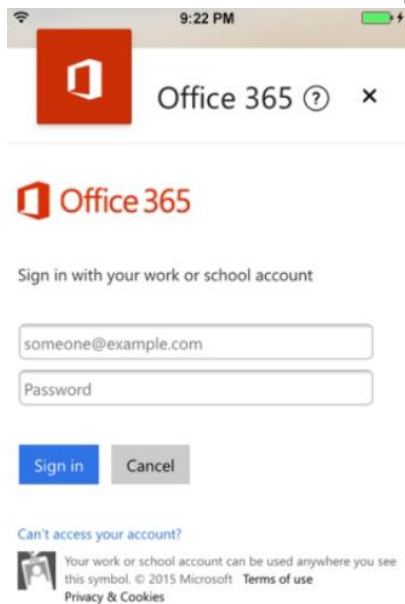 9:22 PM
Office 365 ?
×
Office 365
Sign in with your work or school account
someone@example.com
Password
Sign in
Cancel
Can't access your account?
Your work or school account can be used anywhere you see
this symbol. © 2015 Microsoft Terms of use
Privacy & Cookies